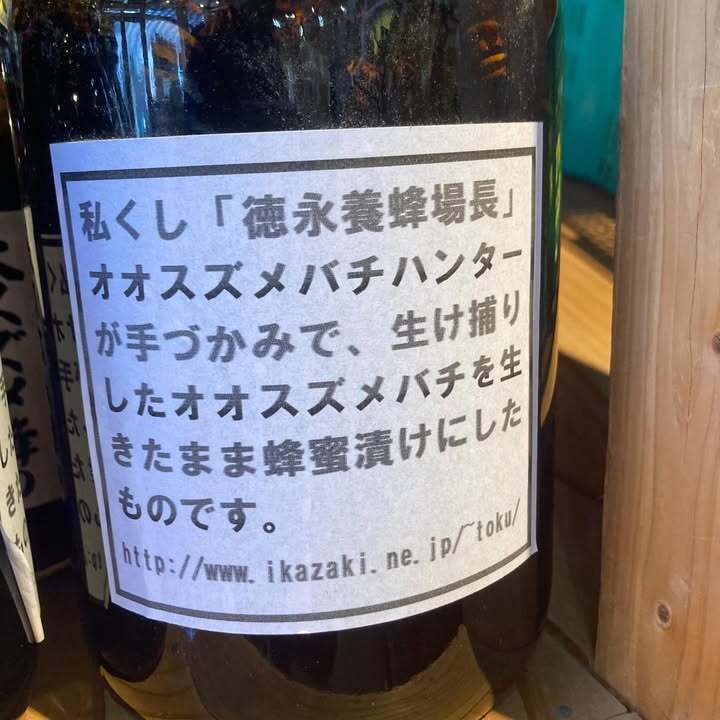 私くし「徳永養蜂場長」
オオスズメバチハンター
が手づかみで、生け捕り
したオオスズメバチを生
きたまま蜂蜜漬けにした
ものです。
http://www.ikazaki.ne.jp/~toku/